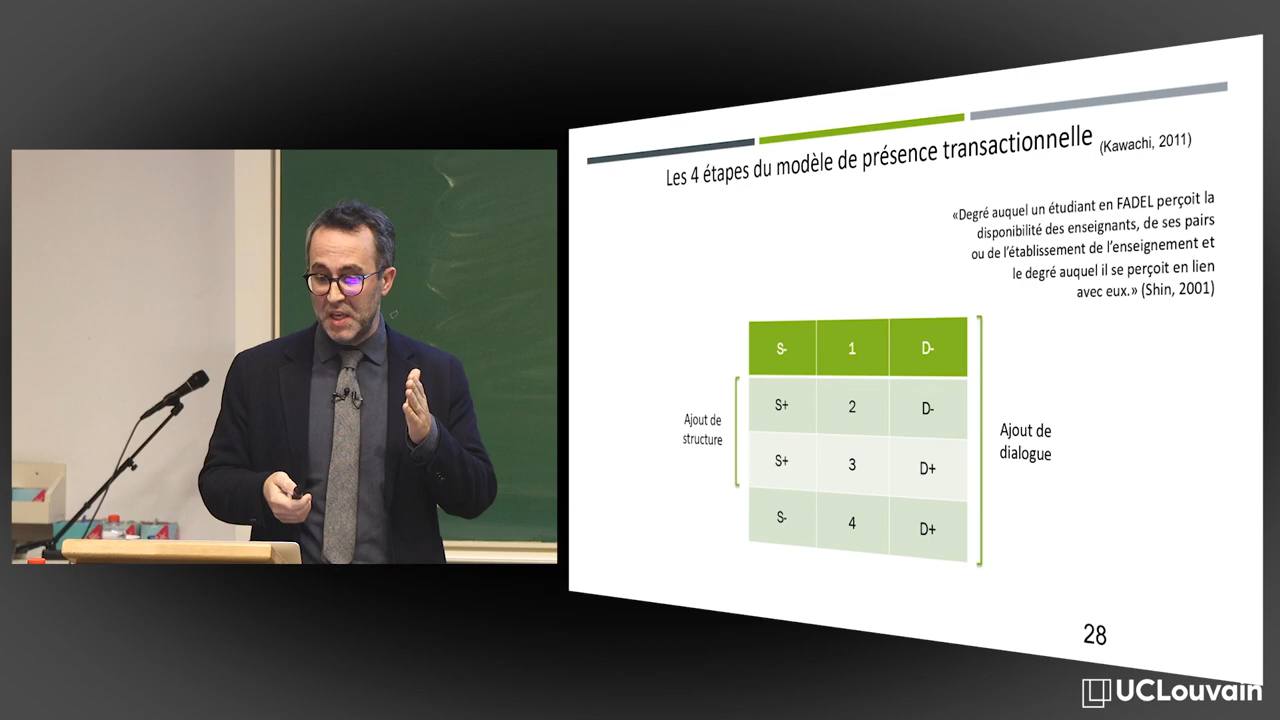 Les 4 étapes du modèle de présence transactionnelle (Kawachi, 2011)
«Degré auquel un étudiant en FADEL perçoit la
disponibilité des enseignants, de ses pairs
ou de l'établissement de l'enseignement et
le degré auquel il se perçoit en lien
avec eux.» (Shin, 2001)
S- 1 D-
S+ 2 D-
S+ 3 D+
S- 4 D+
Ajout de
structure
Ajout de
dialogue
28
UCLouvain